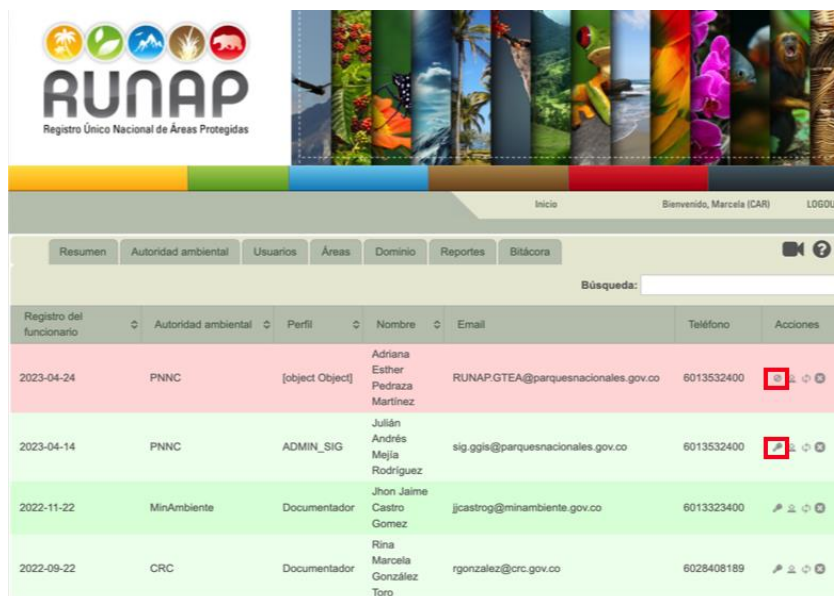 RUNAP
Registro Único Nacional de Áreas Protegidas
Inicio Bienvenido, Marcela (CAR) LOGOU
Resumen Autoridad ambiental Usuarios Áreas Dominio Reportes Bitácora
Búsqueda:
Registro del funcionario Autoridad ambiental Perfil Nombre Email Teléfono Acciones
2023-04-24 PNNC [object Object] Adriana Esther Pedraza Martínez RUNAP.GTEA@parquesnacionales.gov.co 6013532400
2023-04-14 PNNC ADMIN_SIG Julián Andrés Mejía Rodríguez sig.ggis@parquesnacionales.gov.co 6013532400
2022-11-22 MinAmbiente Documentador Jhon Jaime Castro Gomez jjcastrog@minambiente.gov.co 6013323400
2022-09-22 CRC Documentador Rina Marcela González Toro rgonzalez@crc.gov.co 6028408189